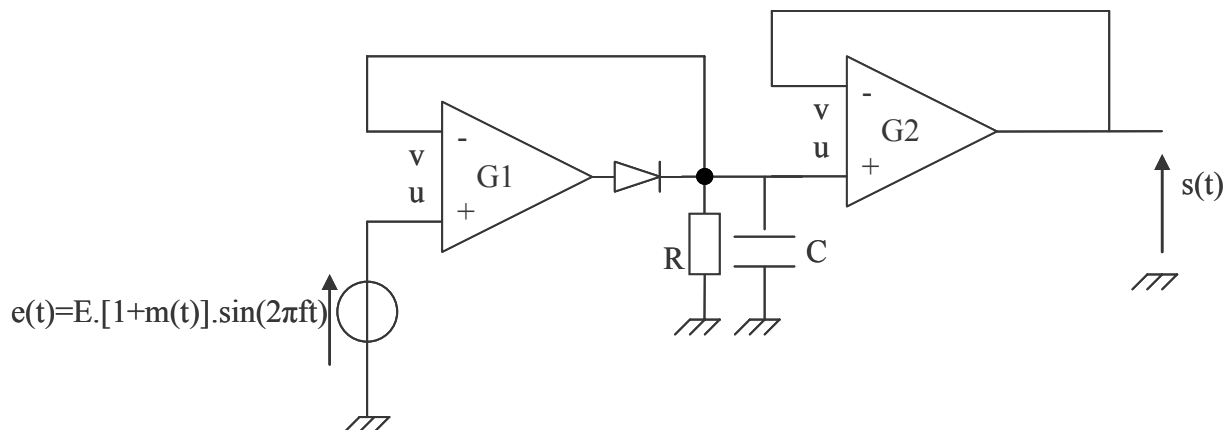 -
v
G1
u
+
-
v
G2
u
+
s(t)
R
C
e(t)=E.[1+m(t)].sin(2πft)